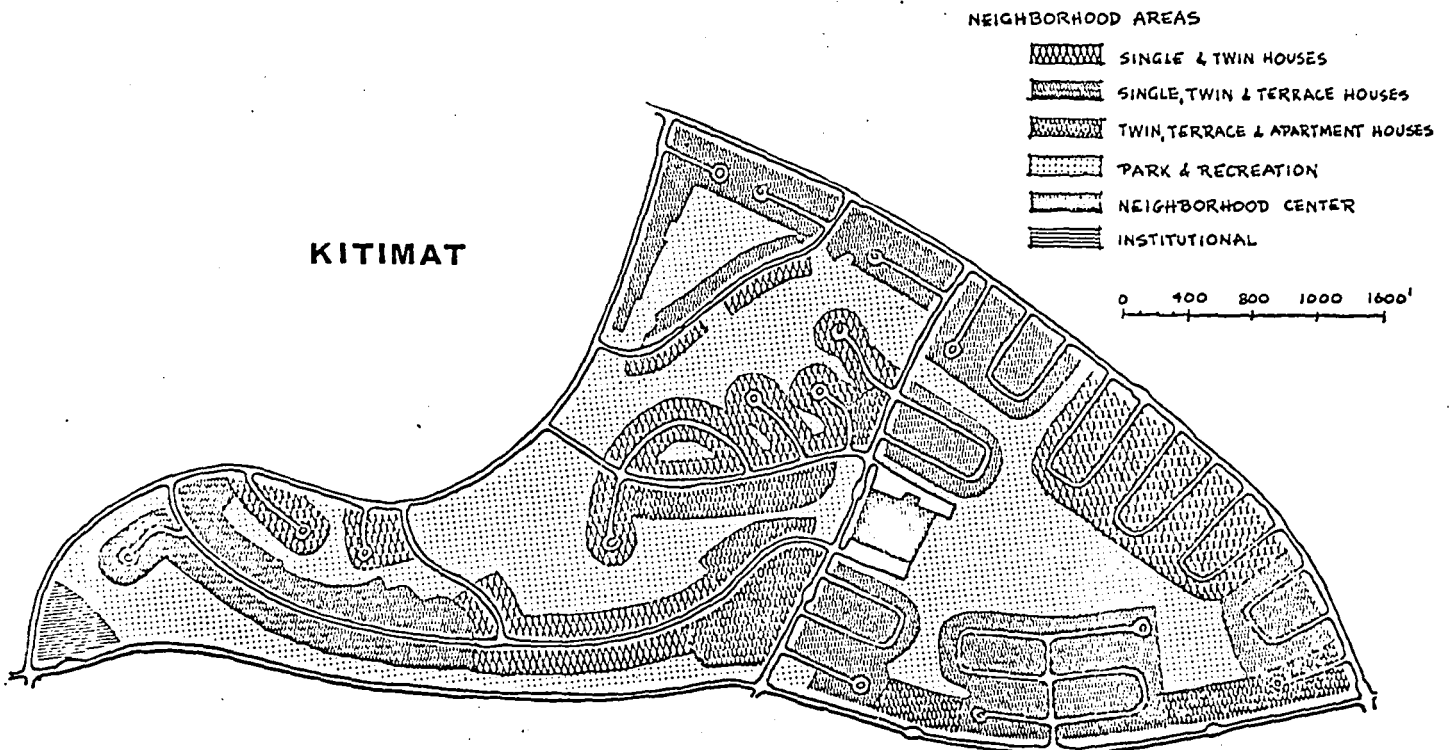 NEIGHBORHOOD AREAS
SINGLE & TWIN HOUSES
SINGLE, TWIN & TERRACE HOUSES
TWIN, TERRACE & APARTMENT HOUSES
PARK & RECREATION
NEIGHBORHOOD CENTER
INSTITUTIONAL
KITIMAT
0 400 800 1000 1600'